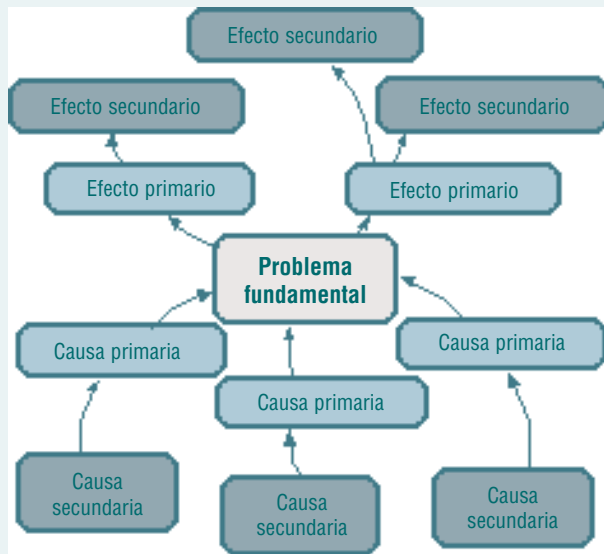 Efecto secundario
Efecto secundario
Efecto secundario
Efecto primario
Efecto primario
Problema
fundamental
Causa primaria
Causa primaria
Causa primaria
Causa
secundaria
Causa
secundaria
Causa
secundaria